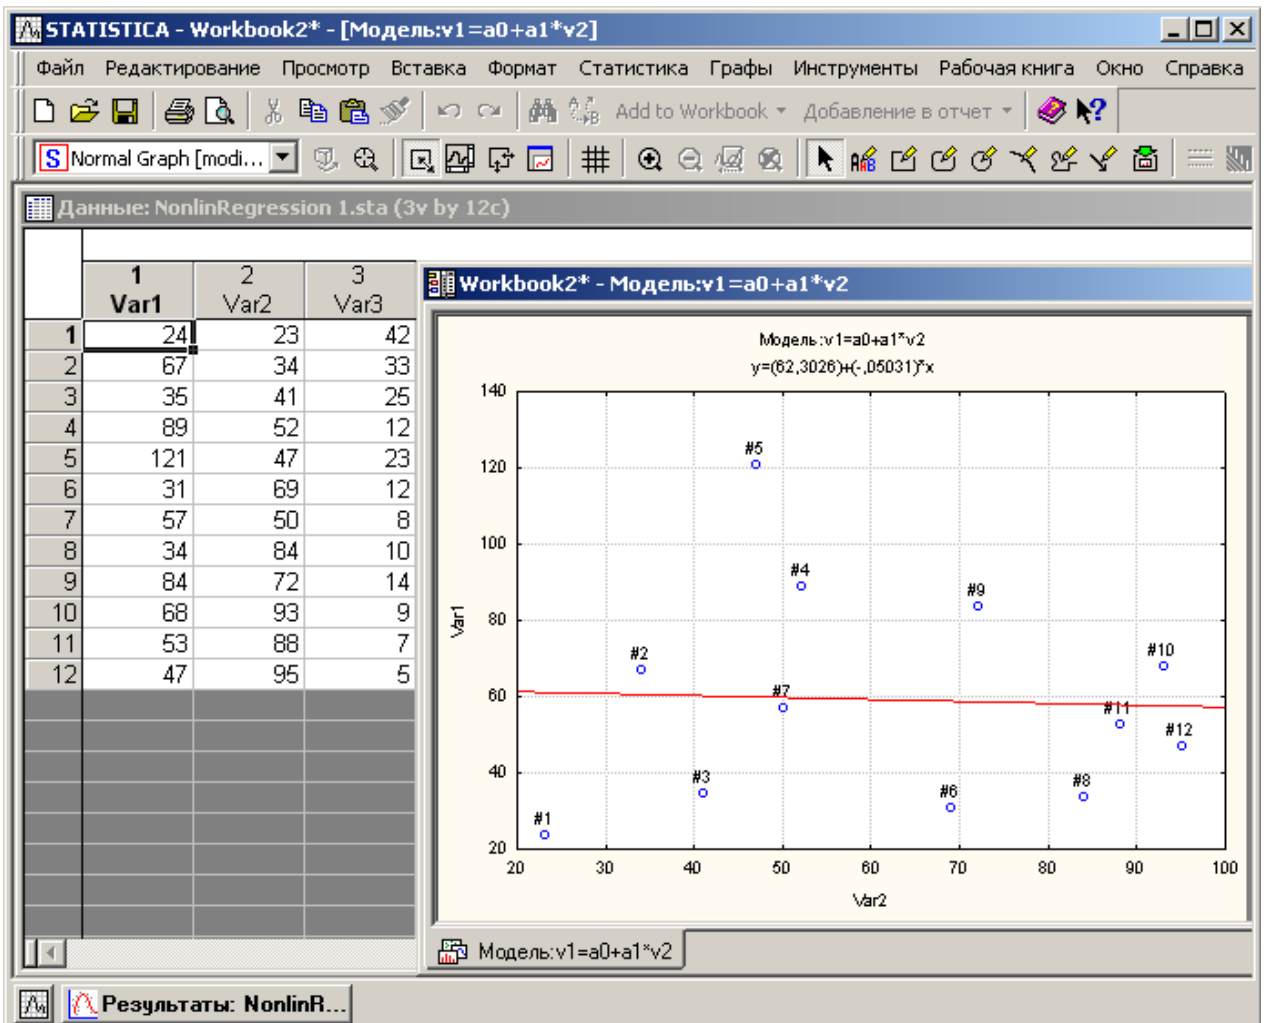 STATISTICA - Workbook2* - [Модель:v1=a0+a1*v2]
Файл Редактирование Просмотр Вставка Формат Статистика Графы Инструменты Рабочая книга Окно Справка
Add to Workbook Добавление в отчет
Normal Graph [modi...
Данные: NonlinRegression 1.sta (3v by 12c)
1 2 3
Var1 Var2 Var3
1 24 23 42
2 67 34 33
3 35 41 25
4 89 52 12
5 121 47 23
6 31 69 12
7 57 50 8
8 34 84 10
9 84 72 14
10 68 93 9
11 53 88 7
12 47 95 5
Workbook2* - Модель:v1=a0+a1*v2
Модель:v1=a0+a1*v2
y=(62,3026)+(-,05031)*x
140
120
100
80
60
40
20
Var1
#5
#4
#9
#2
#10
#7
#11
#12
#3
#8
#6
#1
20 30 40 50 60 70 80 90 100
Var2
Модель:v1=a0+a1*v2
Результаты: NonlinR...